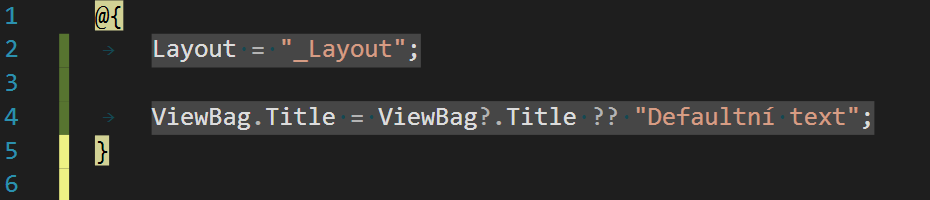 1 @{
2 Layout = "_Layout";
3
4 ViewBag.Title = ViewBag?.Title ?? "Defaultní text";
5 }
6